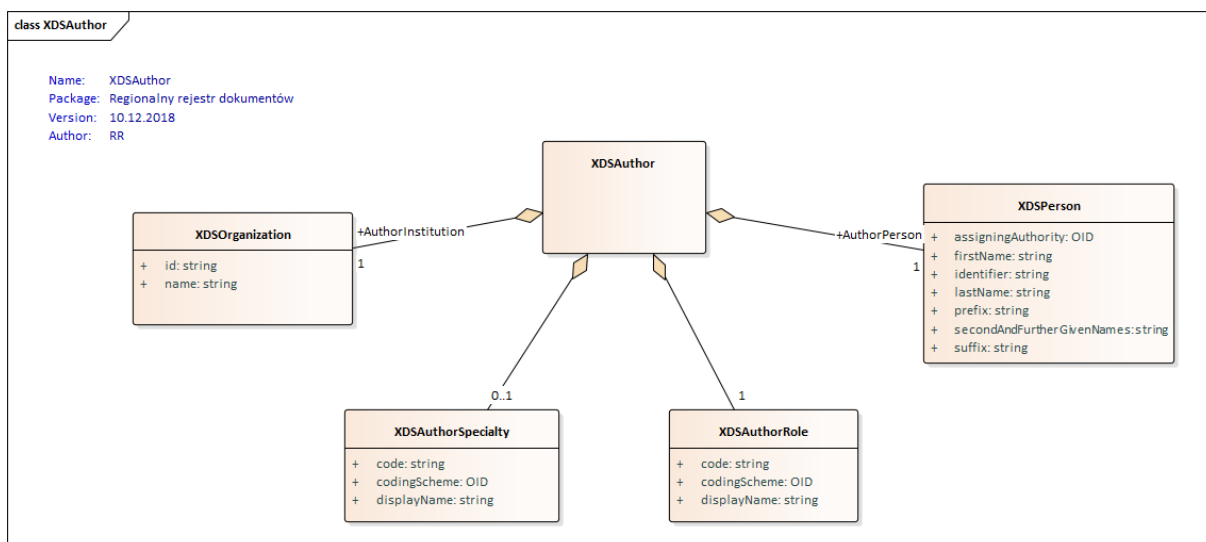 class XDSAuthor
Name: XDSAuthor
Package: Regionalny rejestr dokumentów
Version: 10.12.2018
Author: RR
XDSAuthor
XDSOrganization
+ id: string
+ name: string
+AuthorInstitution
1
XDSPerson
+ assigningAuthority: OID
+ firstName: string
+ identifier: string
+ lastName: string
+ prefix: string
+ secondAndFurtherGivenNames:string
+ suffix: string
+AuthorPerson
1
0..1
XDSAuthorSpecialty
+ code: string
+ codingScheme: OID
+ displayName: string
1
XDSAuthorRole
+ code: string
+ codingScheme: OID
+ displayName: string